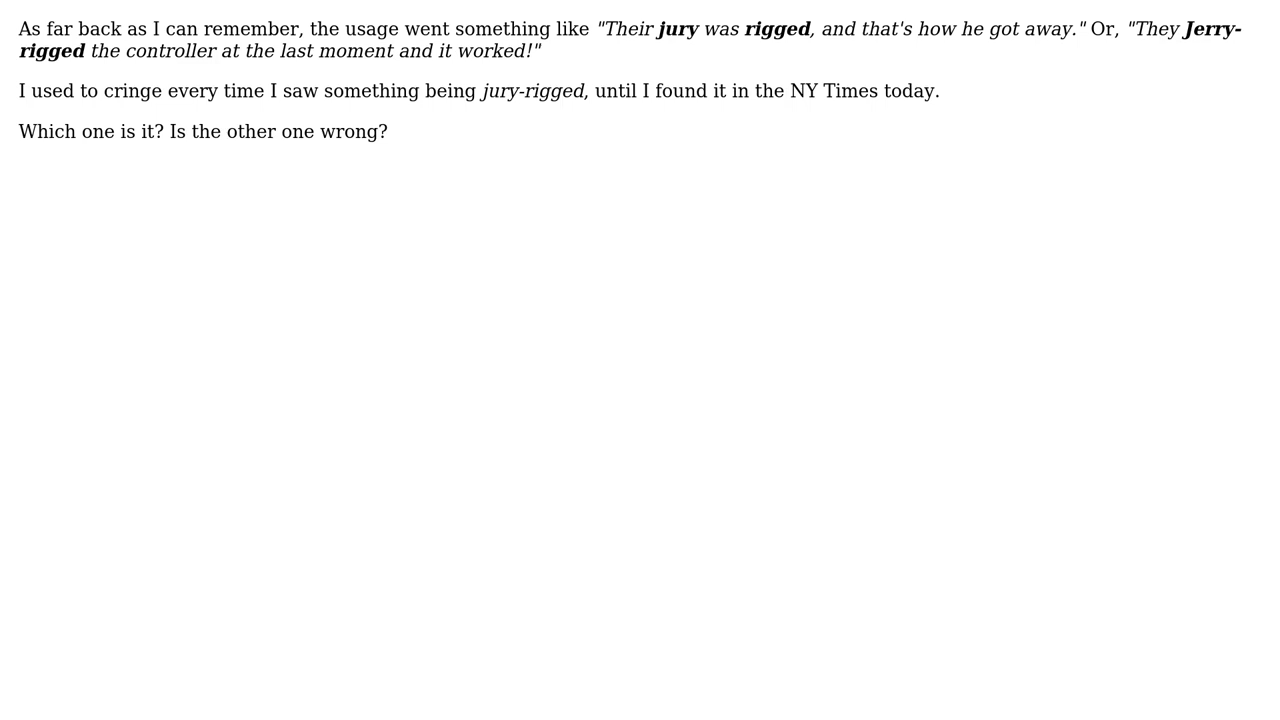 As far back as I can remember, the usage went something like "Their jury was rigged, and that's how he got away." Or, "They Jerry-
rigged the controller at the last moment and it worked!"
I used to cringe every time I saw something being jury-rigged, until I found it in the NY Times today.
Which one is it? Is the other one wrong?